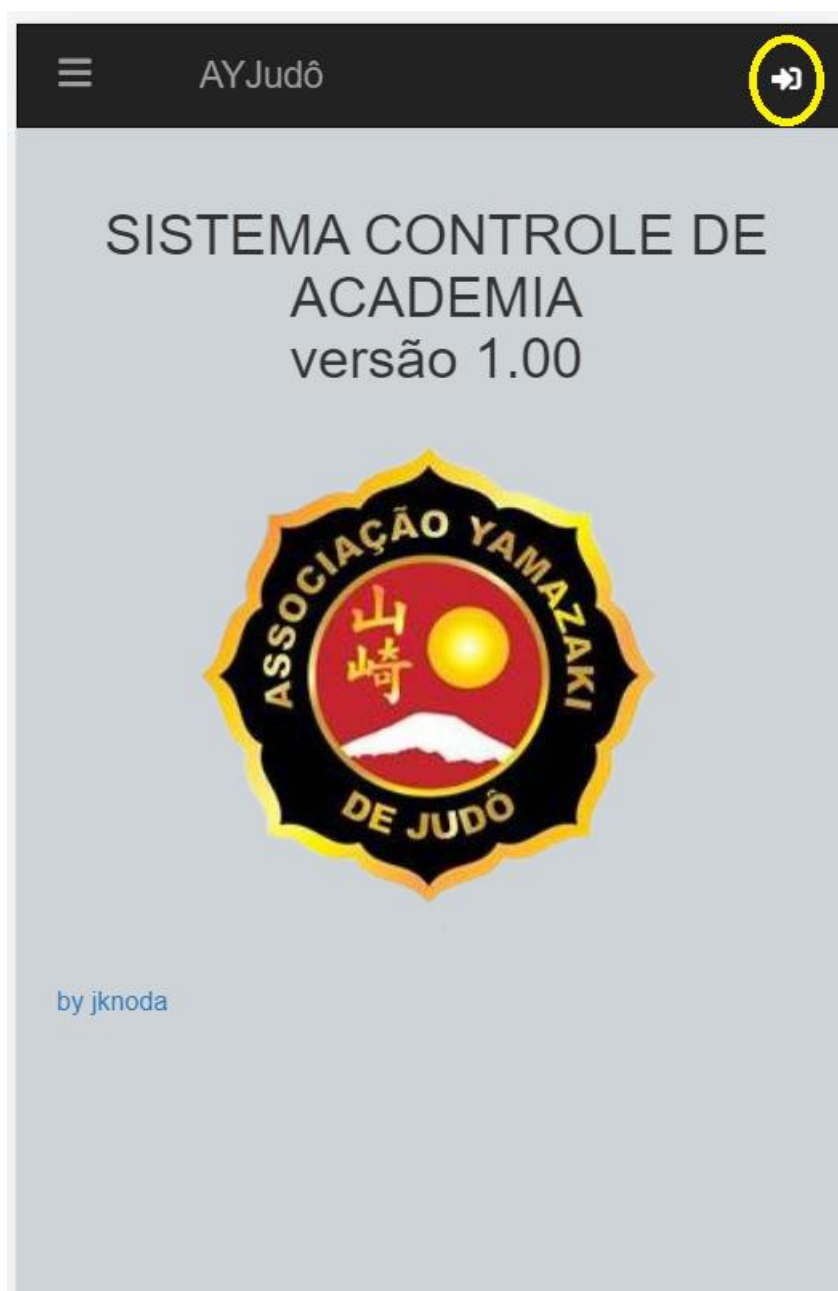 AYJudô
SISTEMA CONTROLE DE
ACADEMIA
versão 1.00
ASSOCIAÇÃO YAMAZAKI
山
崎
DE JUDÔ
by jknoda